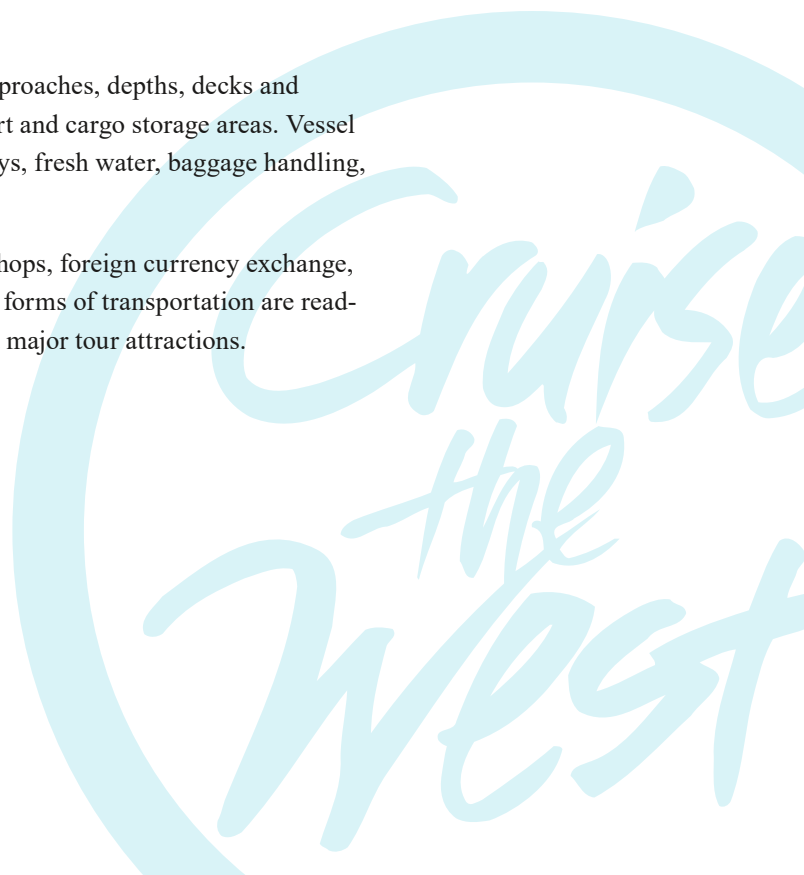 proaches, depths, decks and
rt and cargo storage areas. Vessel
ys, fresh water, baggage handling,
hops, foreign currency exchange,
forms of transportation are read-
major tour attractions.
Cruise
the
West